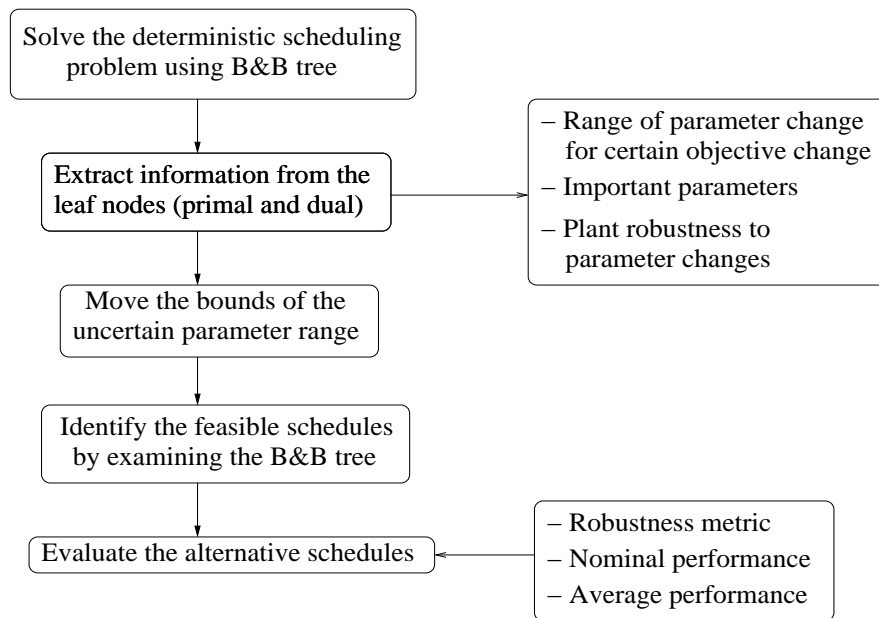 Solve the deterministic scheduling
problem using B&B tree
Extract information from the
leaf nodes (primal and dual)
– Range of parameter change
for certain objective change
– Important parameters
– Plant robustness to
parameter changes
Move the bounds of the
uncertain parameter range
Identify the feasible schedules
by examining the B&B tree
Evaluate the alternative schedules
– Robustness metric
– Nominal performance
– Average performance